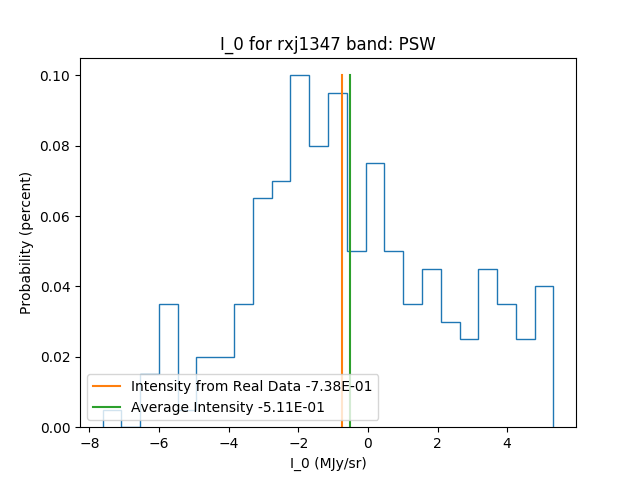 I_0 for rxj1347 band: PSW
0.10
0.08
0.06
0.04
0.02
0.00
Probability (percent)
Intensity from Real Data -7.38E-01
Average Intensity -5.11E-01
−8 −6 −4 −2 0 2 4
I_0 (MJy/sr)